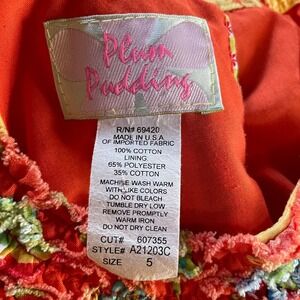 Plum
Pudding
RN# 69420
MADE IN U.S.A
OF IMPORTED FABRIC
100% COTTON
LINING:
65% POLYESTER
35% COTTON
MACHINE WASH WARM
WITH LIKE COLORS
DO NOT BLEACH
TUMBLE DRY LOW
REMOVE PROMPTLY
WARM IRON
DO NOT DRY CLEAN
CUT# 607355
STYLE# A21203C
SIZE 5